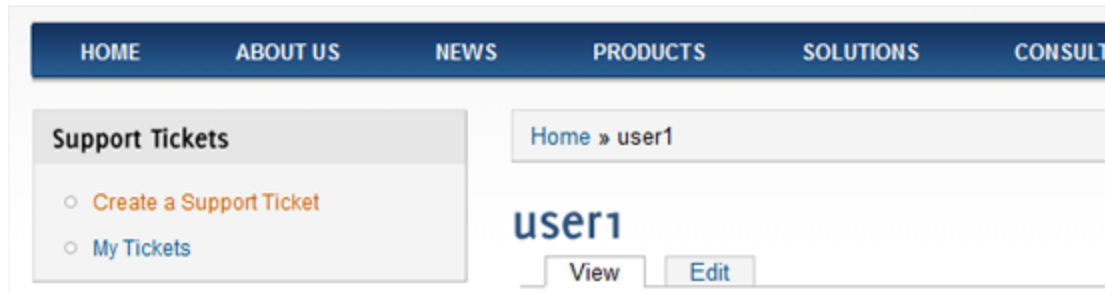 HOME ABOUT US NEWS PRODUCTS SOLUTIONS
Support Tickets
Create a Support Ticket
My Tickets
Home » user1
user1
View Edit